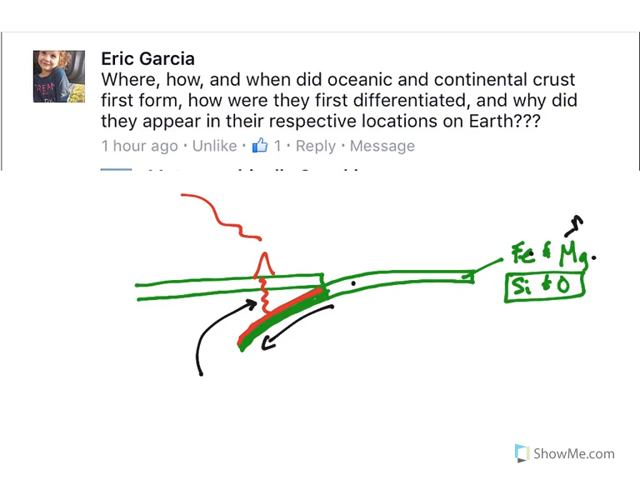 Eric Garcia
Where, how, and when did oceanic and continental crust
first form, how were they first differentiated, and why did
they appear in their respective locations on Earth???
1 hour ago · Unlike · 1 · Reply · Message
Fe & Mg.
Si & O
ShowMe.com